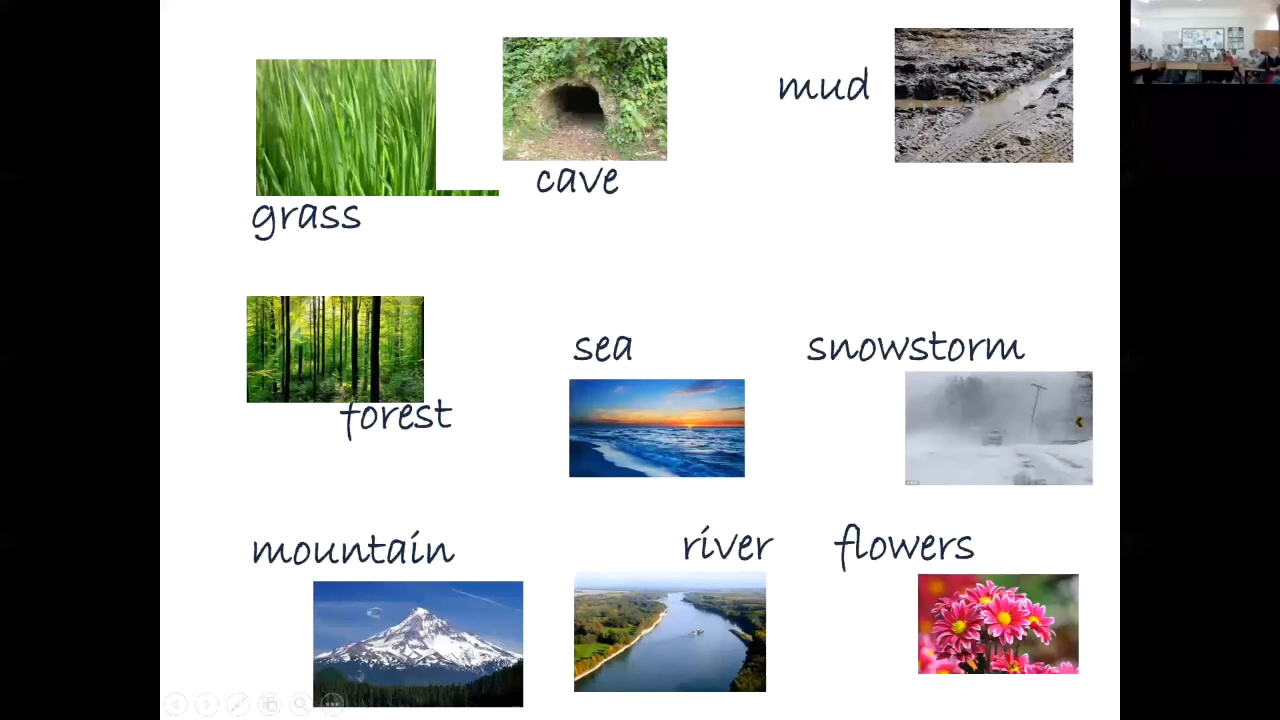 cave
mud
grass
forest
sea
snowstorm
mountain
river
flowers